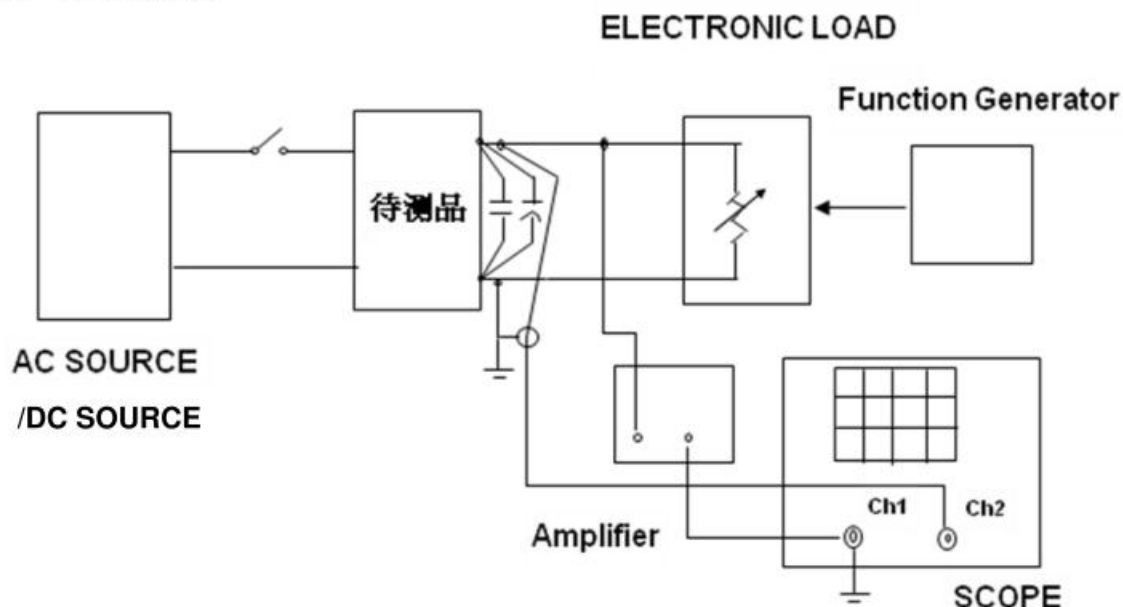 ELECTRONIC LOAD
Function Generator
待测品
AC SOURCE
/DC SOURCE
Ch1
Ch2
Amplifier
SCOPE